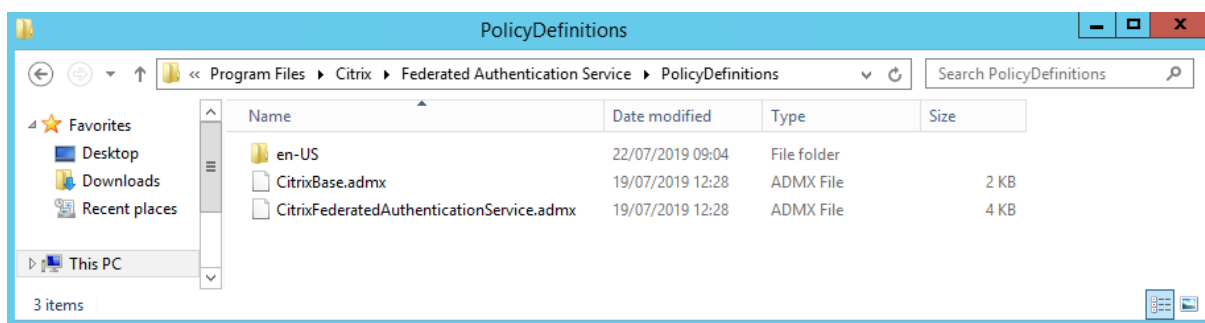 PolicyDefinitions
« Program Files ▸ Citrix ▸ Federated Authentication Service ▸ PolicyDefinitions
Search PolicyDefinitions
Favorites
Desktop
Downloads
Recent places
This PC
Name Date modified Type Size
en-US 22/07/2019 09:04 File folder
CitrixBase.admx 19/07/2019 12:28 ADMX File 2 KB
CitrixFederatedAuthenticationService.admx 19/07/2019 12:28 ADMX File 4 KB
3 items